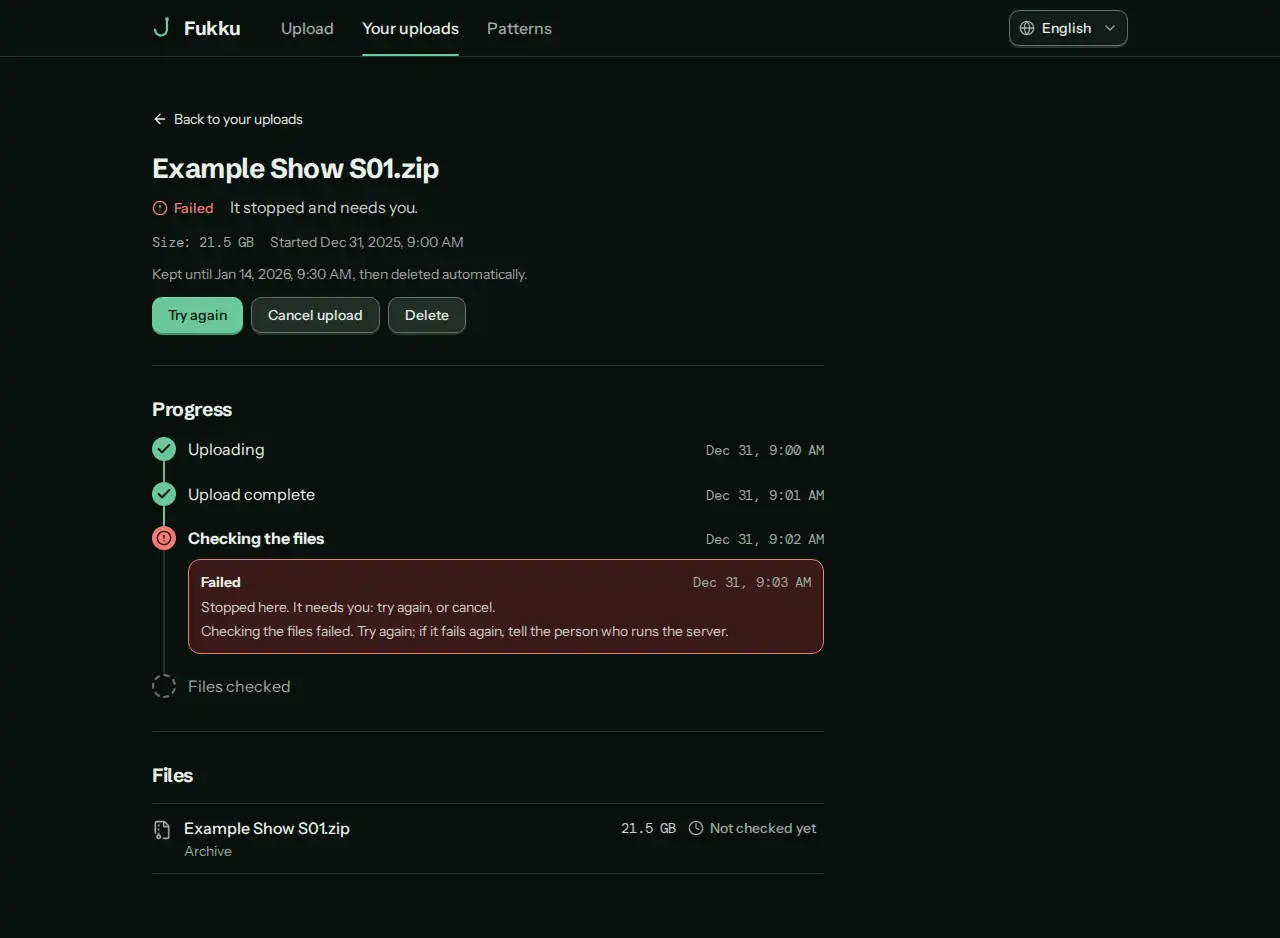 Fukku
Upload
Your uploads
Patterns
English
Back to your uploads
Example Show S01.zip
Failed It stopped and needs you.
Size: 21.5 GB Started Dec 31, 2025, 9:00 AM
Kept until Jan 14, 2026, 9:30 AM, then deleted automatically.
Try again
Cancel upload
Delete
Progress
Uploading Dec 31, 9:00 AM
Upload complete Dec 31, 9:01 AM
Checking the files Dec 31, 9:02 AM
Failed Dec 31, 9:03 AM
Stopped here. It needs you: try again, or cancel.
Checking the files failed. Try again; if it fails again, tell the person who runs the server.
Files checked
Files
Example Show S01.zip 21.5 GB Not checked yet
Archive